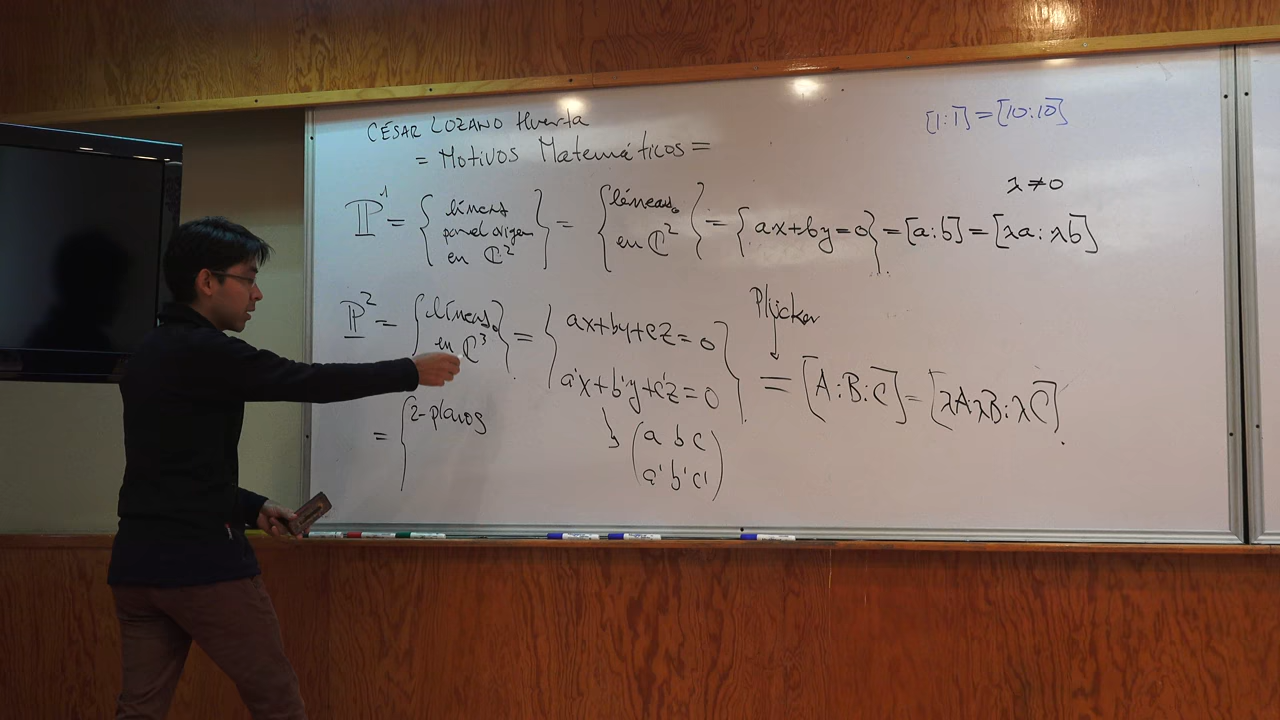 CÉSAR LOZANO Huerta
= Motivos Matemáticos =
[1:1] = [10:10]
λ ≠ 0
ℙ¹ = { líneas por el origen en ℂ² } = { líneas₀ en ℂ² } = { ax+by=0 } = [a:b] = [λa:λb]
Plücker
ℙ² = { líneas₀ en ℂ³ } = { ax+by+cz=0
a'x+b'y+c'z=0 } = [A:B:C] = [λA:λB:λC]
= { 2-planos
( a b c
a' b' c' )